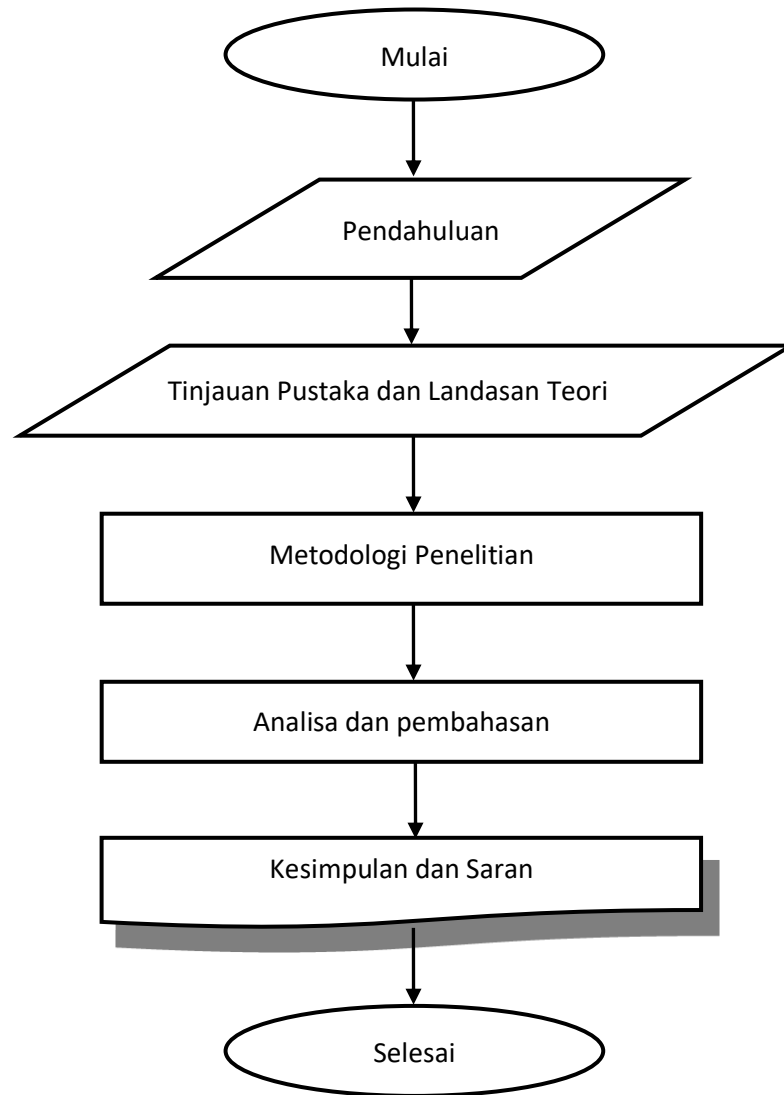 Mulai
Pendahuluan
Tinjauan Pustaka dan Landasan Teori
Metodologi Penelitian
Analisa dan pembahasan
Kesimpulan dan Saran
Selesai